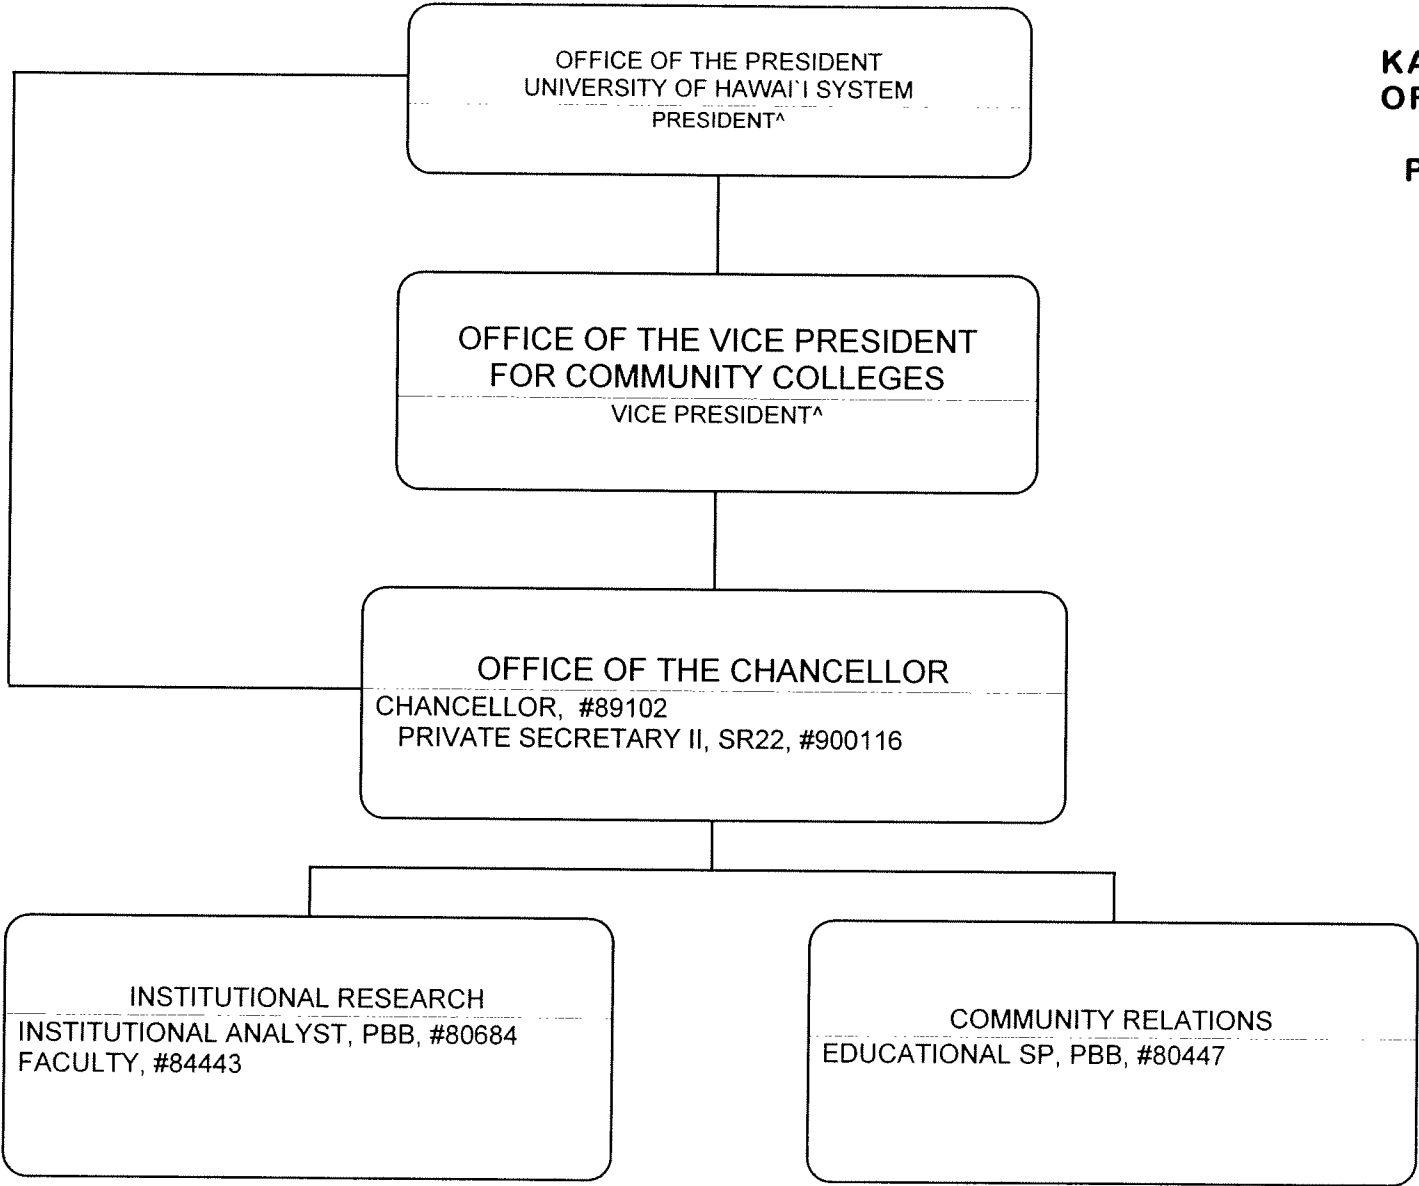 OFFICE OF THE PRESIDENT
UNIVERSITY OF HAWAI`I SYSTEM
PRESIDENT^
OFFICE OF THE VICE PRESIDENT
FOR COMMUNITY COLLEGES
VICE PRESIDENT^
OFFICE OF THE CHANCELLOR
CHANCELLOR, #89102
PRIVATE SECRETARY II, SR22, #900116
INSTITUTIONAL RESEARCH
INSTITUTIONAL ANALYST, PBB, #80684
FACULTY, #84443
COMMUNITY RELATIONS
EDUCATIONAL SP, PBB, #80447